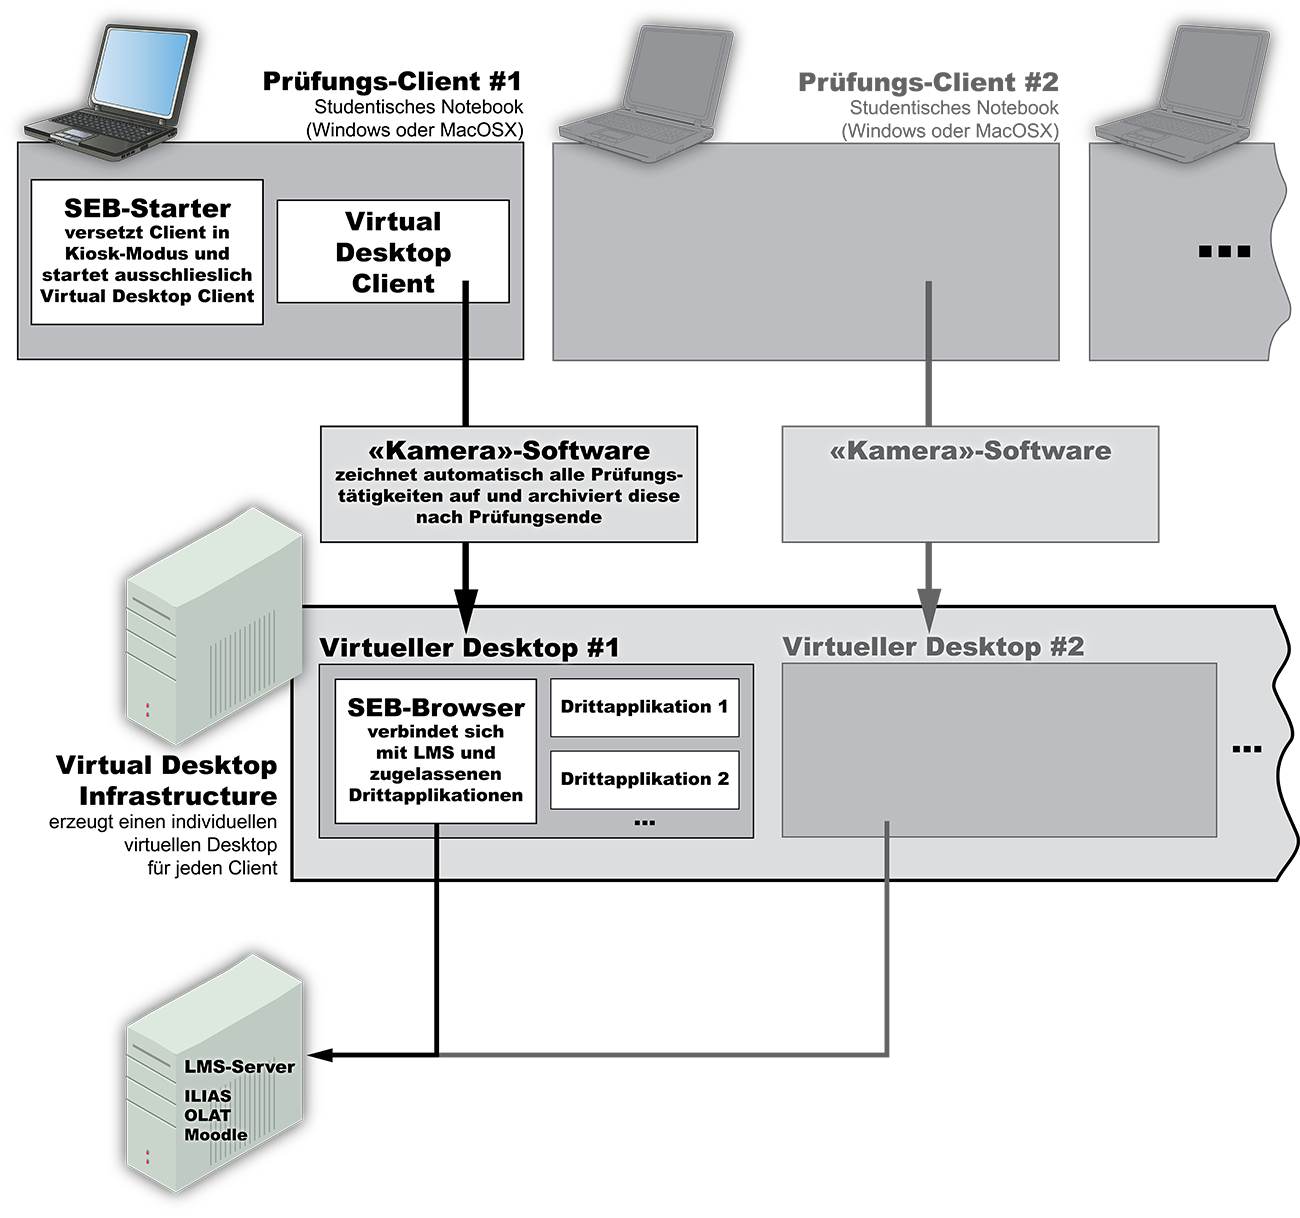 Prüfungs-Client #1
Studentisches Notebook
(Windows oder MacOSX)
Prüfungs-Client #2
Studentisches Notebook
(Windows oder MacOSX)
SEB-Starter
versetzt Client in
Kiosk-Modus und
startet ausschlieslich
Virtual Desktop Client
Virtual
Desktop
Client
...
«Kamera»-Software
zeichnet automatisch alle Prüfungs-
tätigkeiten auf und archiviert diese
nach Prüfungsende
«Kamera»-Software
Virtual Desktop
Infrastructure
erzeugt einen individuellen
virtuellen Desktop
für jeden Client
Virtueller Desktop #1
SEB-Browser
verbindet sich
mit LMS und
zugelassenen
Drittapplikationen
Drittapplikation 1
Drittapplikation 2
...
Virtueller Desktop #2
...
LMS-Server
ILIAS
OLAT
Moodle